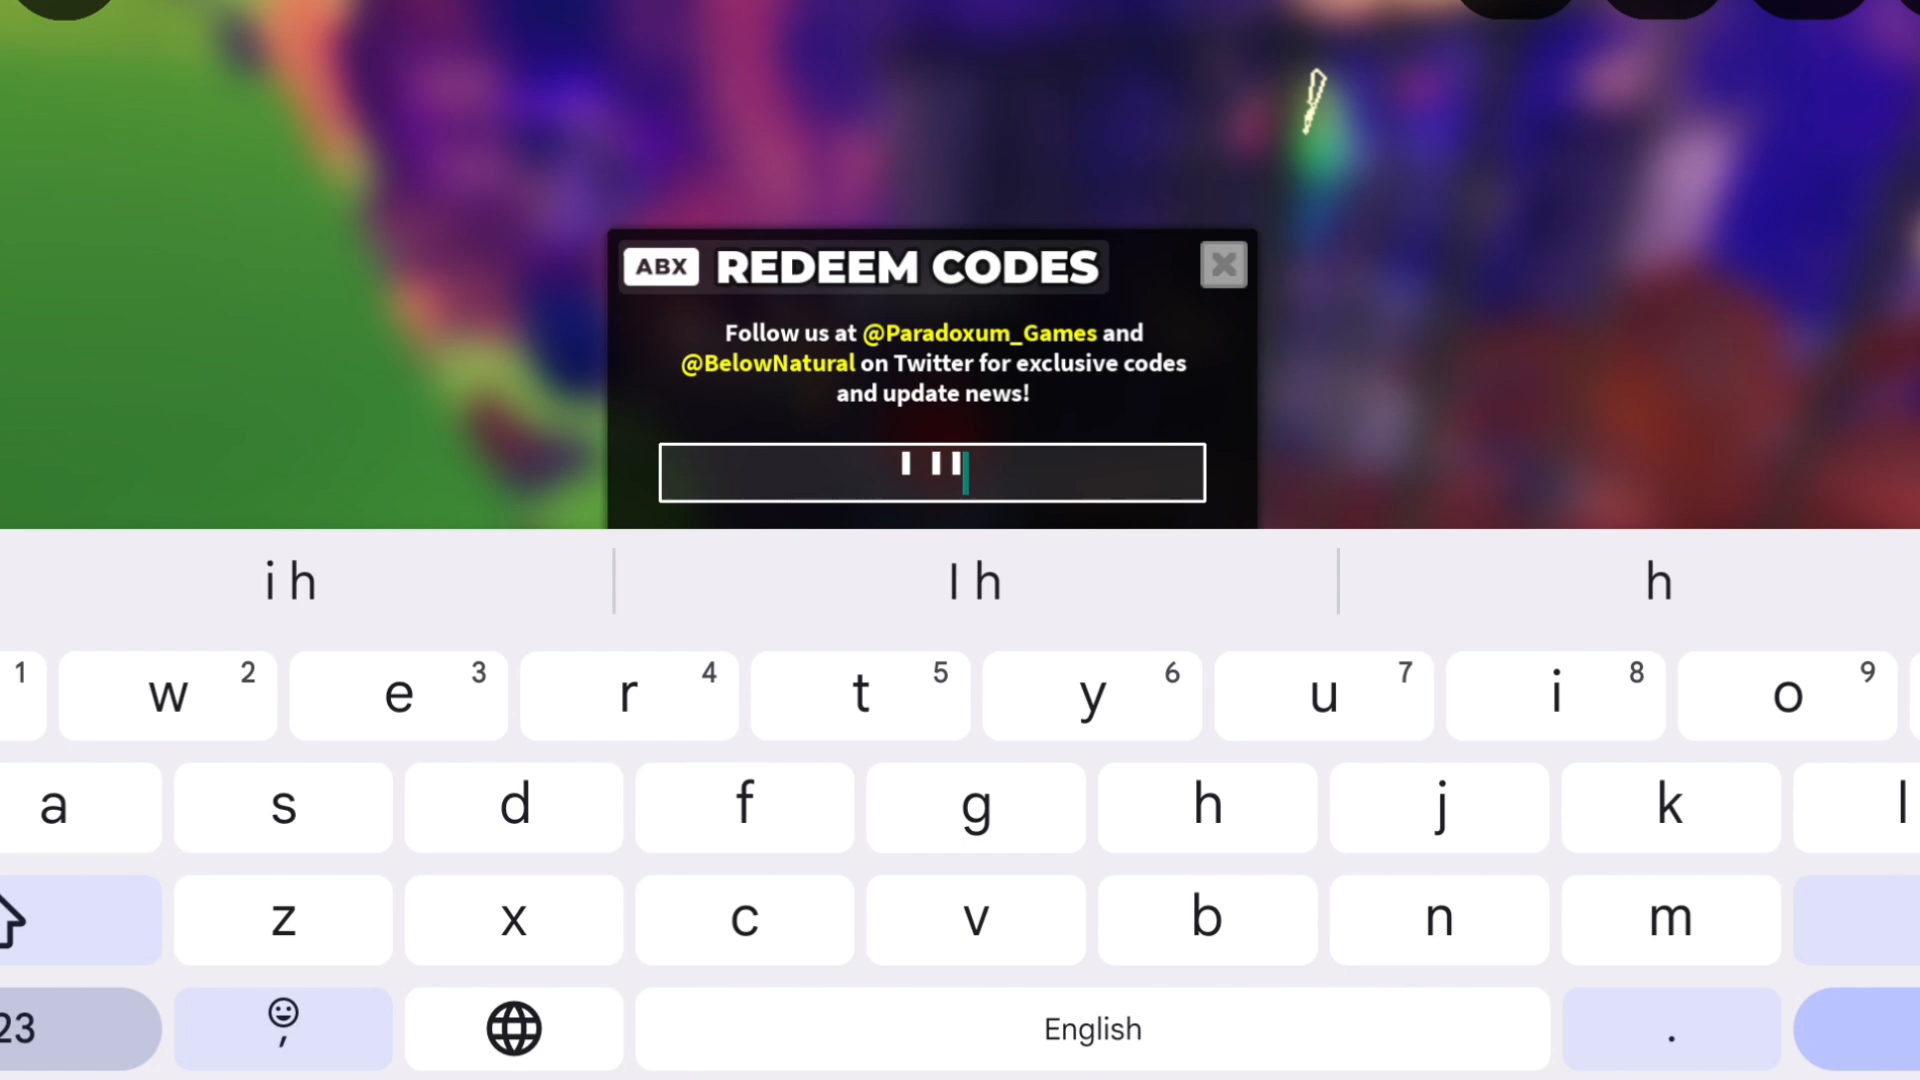 ABX REDEEM CODES
Follow us at @Paradoxum_Games and
@BelowNatural on Twitter for exclusive codes
and update news!
i h I h h
1 w 2 e 3 r 4 t 5 y 6 u 7 i 8 o 9
a s d f g h j k l
z x c v b n m
23 , English .